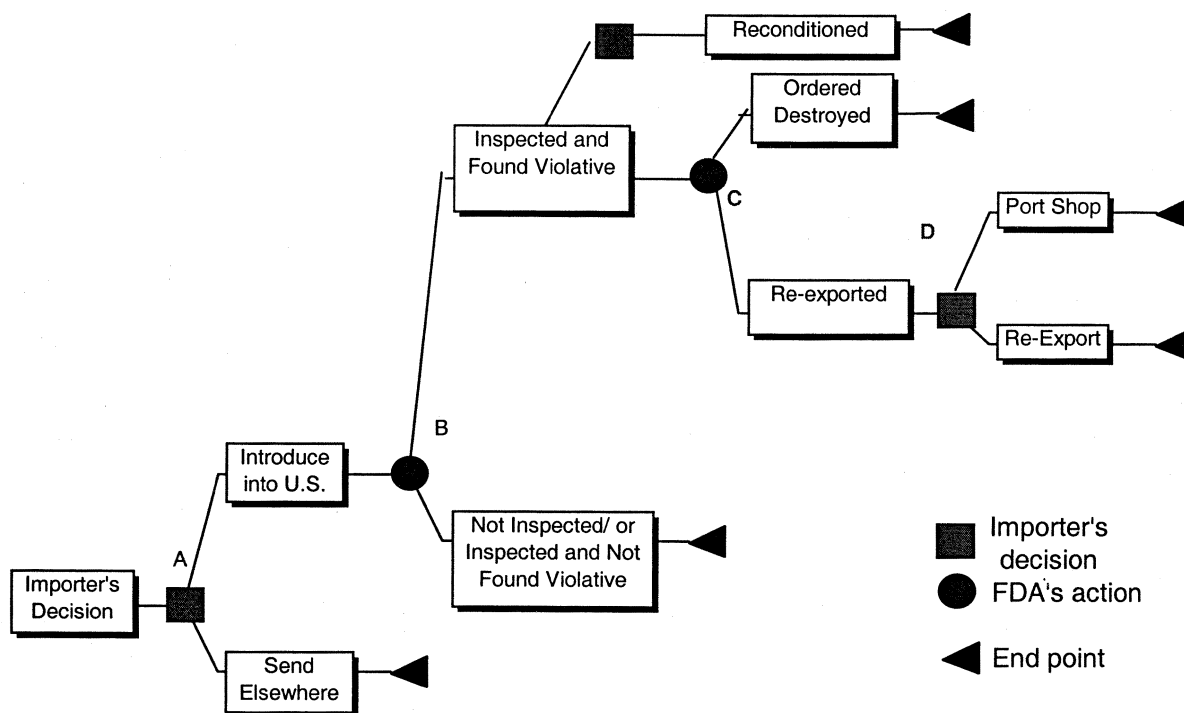 Reconditioned
Ordered
Destroyed
Inspected and
Found Violative
C
Port Shop
D
Re-exported
Re-Export
B
Introduce
into U.S.
Not Inspected/ or
Inspected and Not
Found Violative
A
Importer's
Decision
Send
Elsewhere
Importer's
decision
FDA's action
End point